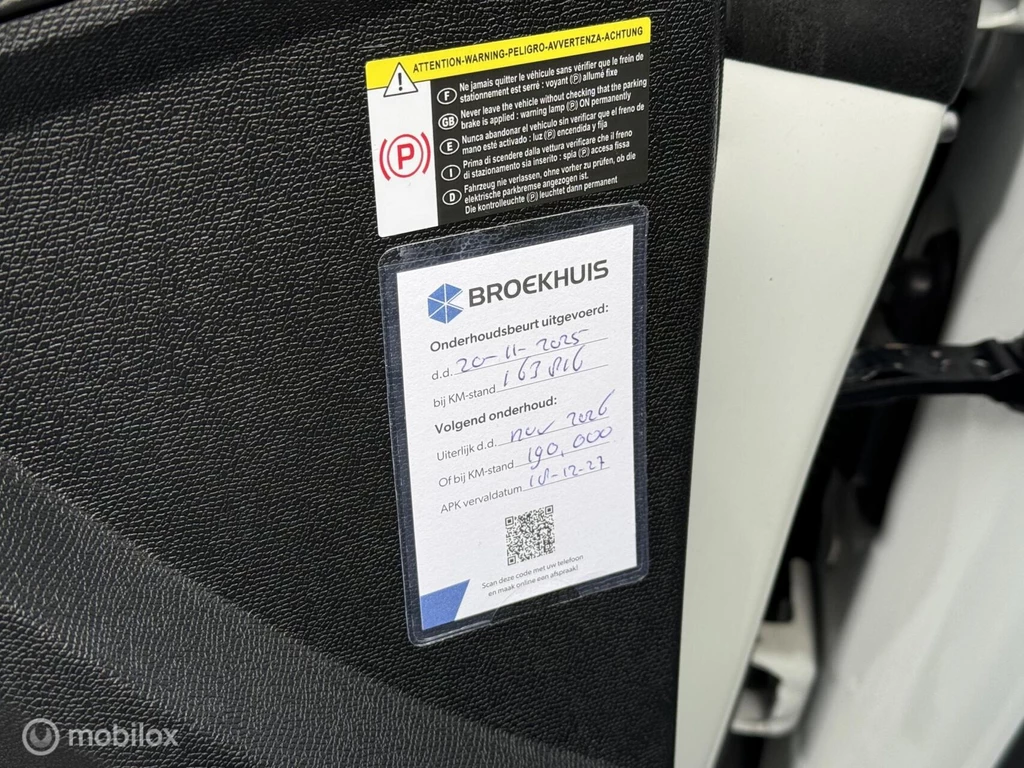 ATTENTION-WARNING-PELIGRO-AVVERTENZA-ACHTUNG
F Ne jamais quitter le véhicule sans vérifier que le frein de
stationnement est serré : voyant (P) allumé fixe
GB Never leave the vehicle without checking that the parking
brake is applied : warning lamp (P) ON permanently
E Nunca abandonar el vehiculo sin verificar que el freno de
mano esté activado : luz (P) encendida y fija
I Prima di scendere dalla vettura verificare che il freno
di stazionamento sia inserito : spia (P) accesa fissa
D Fahrzeug nie verlassen, ohne vorher zu prüfen, ob die
elektrische parkbremse angezogen ist.
Die kontrolleuchte (P) leuchtet dann permanent
(P)
BROEKHUIS
Onderhoudsbeurt uitgevoerd:
d.d. 20-11-2025
bij KM-stand 163816
Volgend onderhoud:
Uiterlijk d.d. nov 2026
Of bij KM-stand 190.000
APK vervaldatum 18-12-27
Scan deze code met uw telefoon
en maak online een afspraak!
mobilox